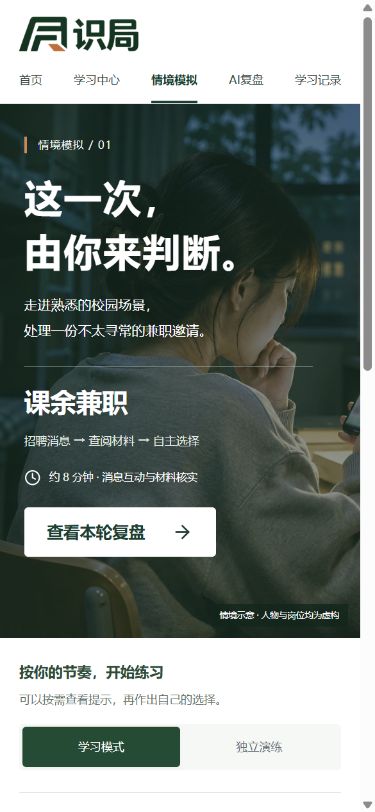 识局
首页 学习中心 情境模拟 AI复盘 学习记录
情境模拟 / 01
这一次，
由你来判断。
走进熟悉的校园场景，
处理一份不太寻常的兼职邀请。
课余兼职
招聘消息 → 查阅材料 → 自主选择
约 8 分钟 · 消息互动与材料核实
查看本轮复盘 →
情境示意 · 人物与岗位均为虚构
按你的节奏，开始练习
可以按需查看提示，再作出自己的选择。
学习模式 独立演练